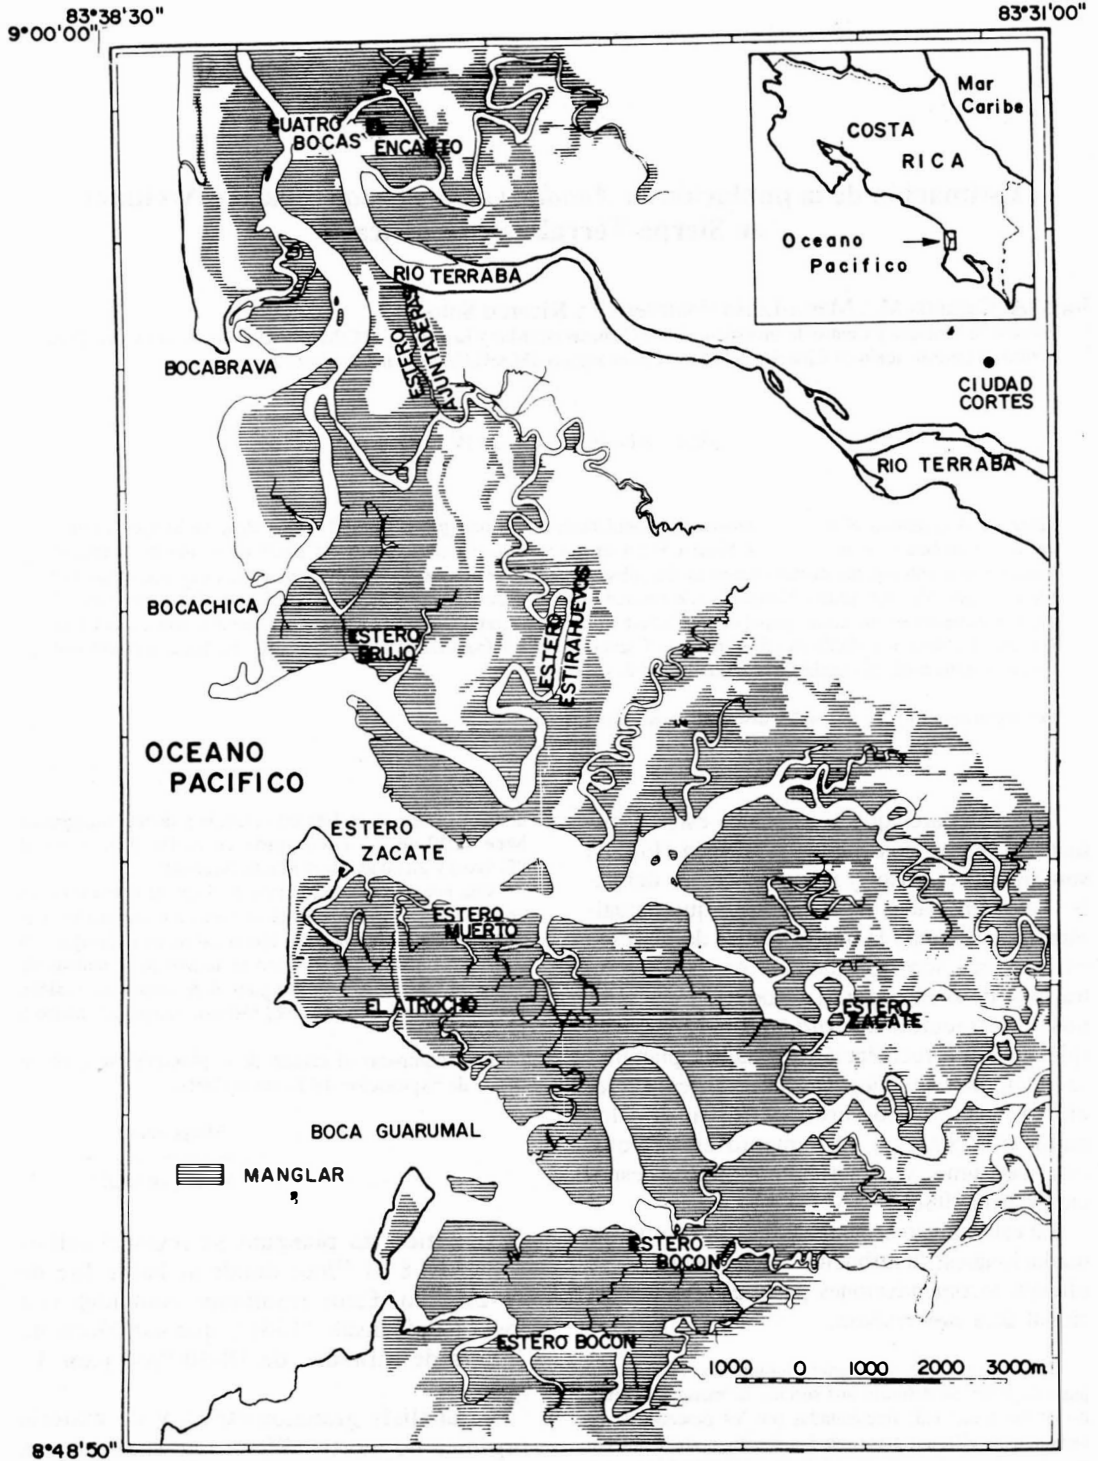 83°38'30"
83°31'00"
9°00'00"
Mar
Caribe
COSTA
RICA
Oceano
Pacifico
CUATRO
BOCAS
EL
ENCANTO
RIO TERRABA
ESTERO
AJUNTADERAS
BOCABRAVA
CIUDAD
CORTES
RIO TERRABA
BOCACHICA
ESTERO
BRUJO
ESTERO
ESTIRAHUEVOS
OCEANO
PACIFICO
ESTERO
ZACATE
ESTERO
MUERTO
EL ATROCHO
ESTERO
ZACATE
BOCA GUARUMAL
MANGLAR
ESTERO
BOCON
ESTERO BOCON
1000 0 1000 2000 3000m.
8°48'50"